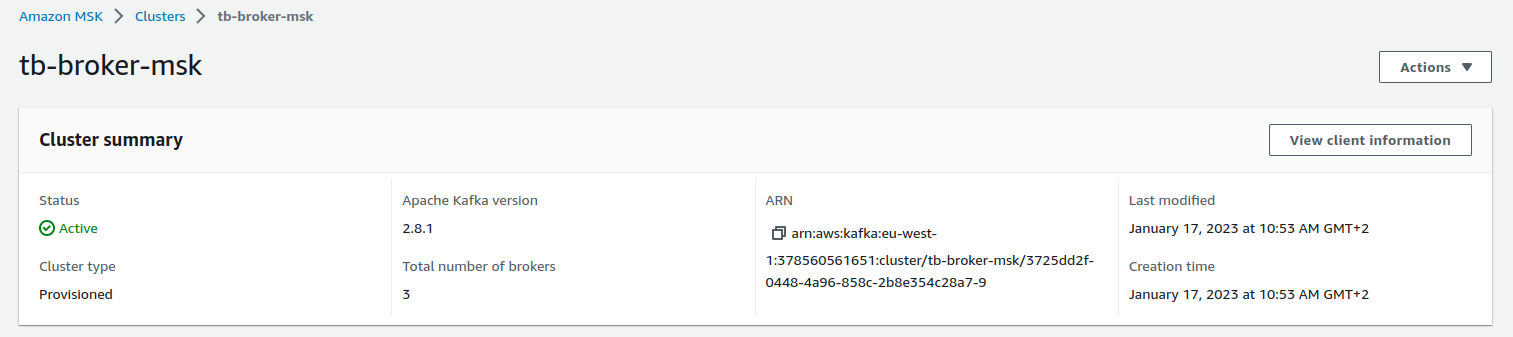 Amazon MSK > Clusters > tb-broker-msk
tb-broker-msk
Actions
Cluster summary
View client information
Status
Active
Cluster type
Provisioned
Apache Kafka version
2.8.1
Total number of brokers
3
ARN
arn:aws:kafka:eu-west-
1:378560561651:cluster/tb-broker-msk/3725dd2f-
0448-4a96-858c-2b8e354c28a7-9
Last modified
January 17, 2023 at 10:53 AM GMT+2
Creation time
January 17, 2023 at 10:53 AM GMT+2